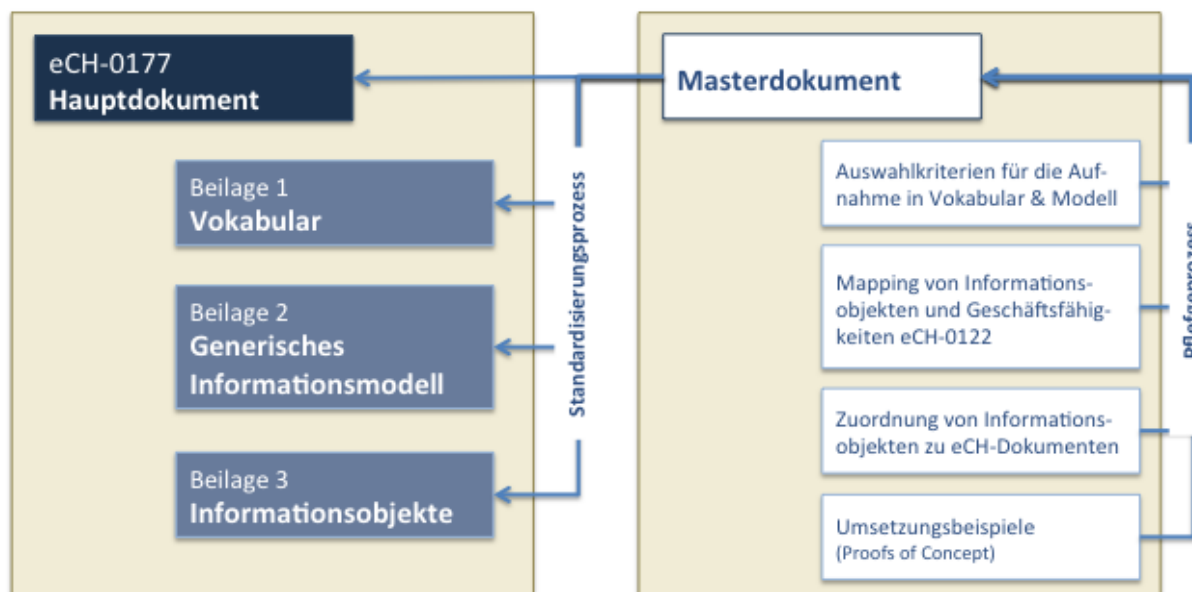 eCH-0177
Hauptdokument
Beilage 1
Vokabular
Beilage 2
Generisches
Informationsmodell
Beilage 3
Informationsobjekte
Standardisierungsprozess
Masterdokument
Auswahlkriterien für die Auf-
nahme in Vokabular & Modell
Mapping von Informations-
objekten und Geschäftsfähig-
keiten eCH-0122
Zuordnung von Informations-
objekten zu eCH-Dokumenten
Umsetzungsbeispiele
(Proofs of Concept)
Pflegeprozess